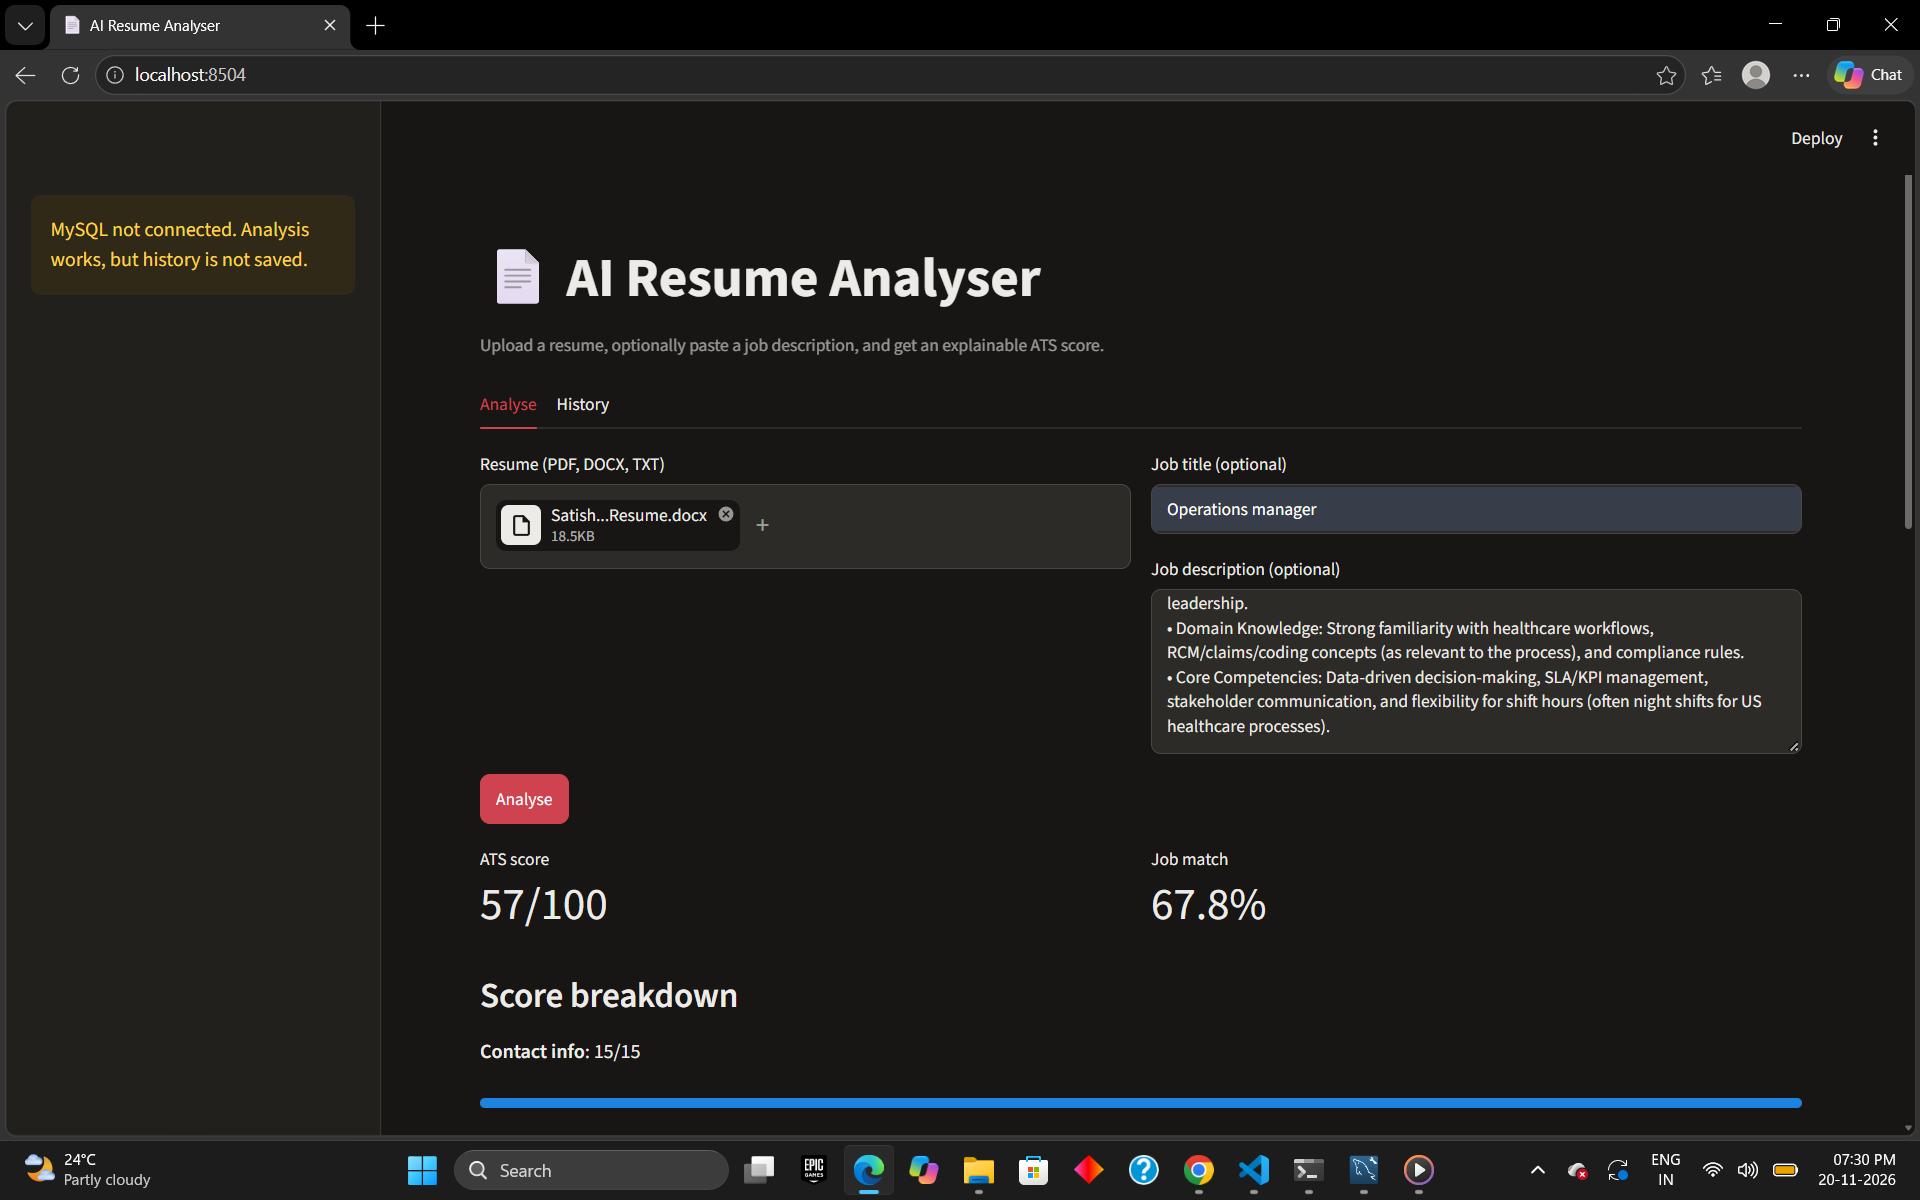 AI Resume Analyser
localhost:8504
Chat
Deploy
MySQL not connected. Analysis
works, but history is not saved.
AI Resume Analyser
Upload a resume, optionally paste a job description, and get an explainable ATS score.
Analyse
History
Resume (PDF, DOCX, TXT)
Satish...Resume.docx
18.5KB
Job title (optional)
Operations manager
Job description (optional)
leadership.
• Domain Knowledge: Strong familiarity with healthcare workflows,
RCM/claims/coding concepts (as relevant to the process), and compliance rules.
• Core Competencies: Data-driven decision-making, SLA/KPI management,
stakeholder communication, and flexibility for shift hours (often night shifts for US
healthcare processes).
Analyse
ATS score
57/100
Job match
67.8%
Score breakdown
Contact info: 15/15
24°C
Partly cloudy
Search
EPIC
GAMES
ENG
IN
07:30 PM
20-11-2026